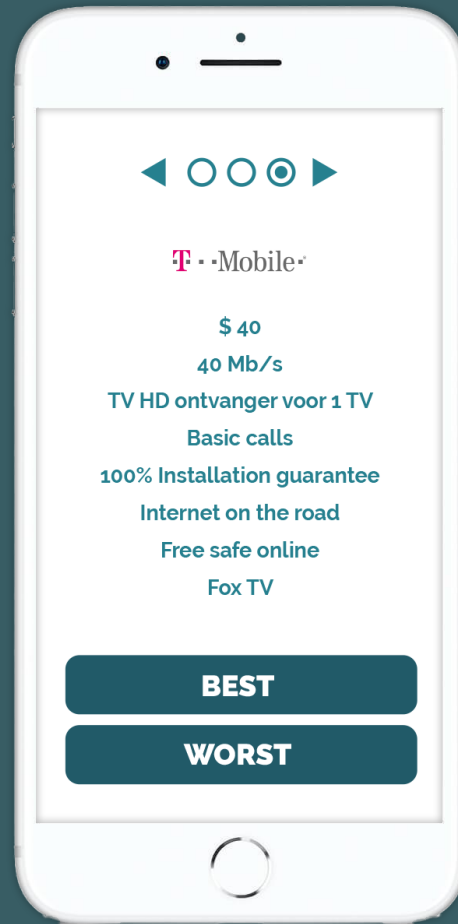 T··Mobile·
$ 40
40 Mb/s
TV HD ontvanger voor 1 TV
Basic calls
100% Installation guarantee
Internet on the road
Free safe online
Fox TV
BEST
WORST